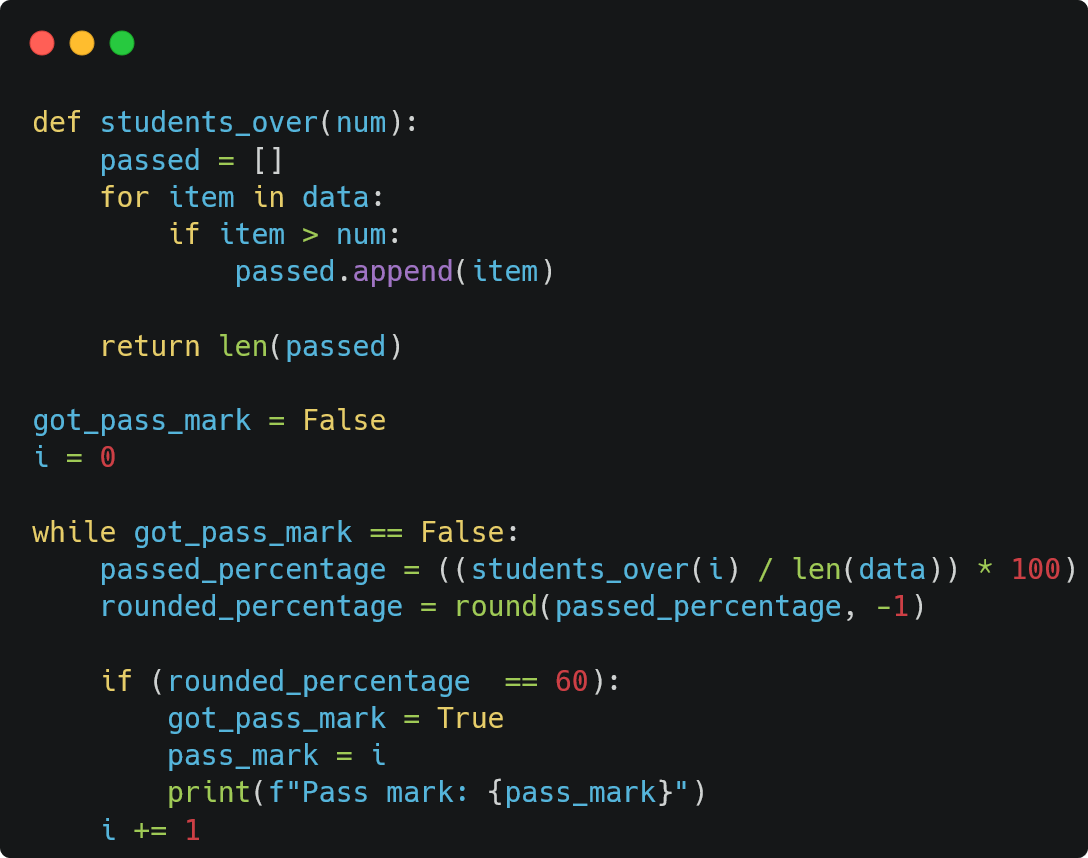 def students_over(num):
    passed = []
    for item in data:
        if item > num:
            passed.append(item)

    return len(passed)

got_pass_mark = False
i = 0

while got_pass_mark == False:
    passed_percentage = ((students_over(i) / len(data)) * 100)
    rounded_percentage = round(passed_percentage, -1)

    if (rounded_percentage  == 60):
        got_pass_mark = True
        pass_mark = i
        print(f"Pass mark: {pass_mark}")
    i += 1